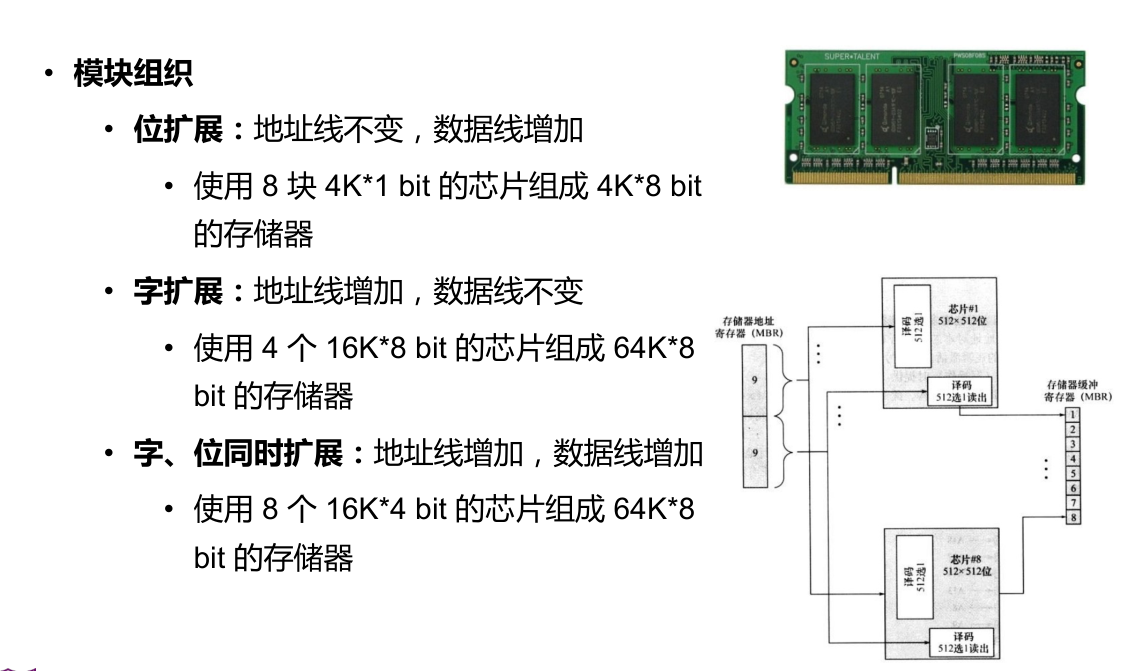 • 模块组织
• 位扩展：地址线不变，数据线增加
• 使用 8 块 4K*1 bit 的芯片组成 4K*8 bit
的存储器
• 字扩展：地址线增加，数据线不变
• 使用 4 个 16K*8 bit 的芯片组成 64K*8
bit 的存储器
• 字、位同时扩展：地址线增加，数据线增加
• 使用 8 个 16K*4 bit 的芯片组成 64K*8
bit 的存储器
SUPER★TALENT
存储器地址
寄存器（MBR）
9
9
译码
512选1
芯片#1
512×512位
译码
512选1读出
存储器缓冲
寄存器（MBR）
1
2
3
4
5
6
7
8
译码
512选1
芯片#8
512×512位
译码
512选1读出